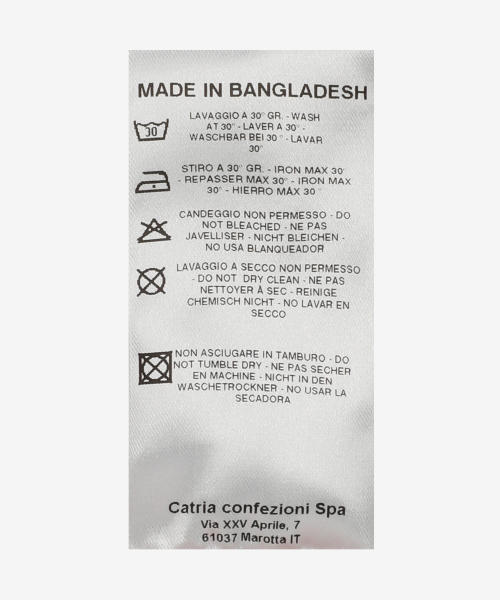 MADE IN BANGLADESH
30
LAVAGGIO A 30° GR. - WASH
AT 30° - LAVER A 30° -
WASCHBAR BEI 30° - LAVAR
30°
STIRO A 30° GR. - IRON MAX 30°
- REPASSER MAX 30° - IRON MAX
30° - HIERRO MAX 30°
CANDEGGIO NON PERMESSO - DO
NOT BLEACHED - NE PAS
JAVELLISER - NICHT BLEICHEN -
NO USA BLANQUEADOR
LAVAGGIO A SECCO NON PERMESSO
- DO NOT DRY CLEAN - NE PAS
NETTOYER À SEC - REINIGE
CHEMISCH NICHT - NO LAVAR EN
SECCO
NON ASCIUGARE IN TAMBURO - DO
NOT TUMBLE DRY - NE PAS SECHER
EN MACHINE - NICHT IN DEN
WASCHETROCKNER - NO USAR LA
SECADORA
Catria confezioni Spa
Via XXV Aprile, 7
61037 Marotta IT